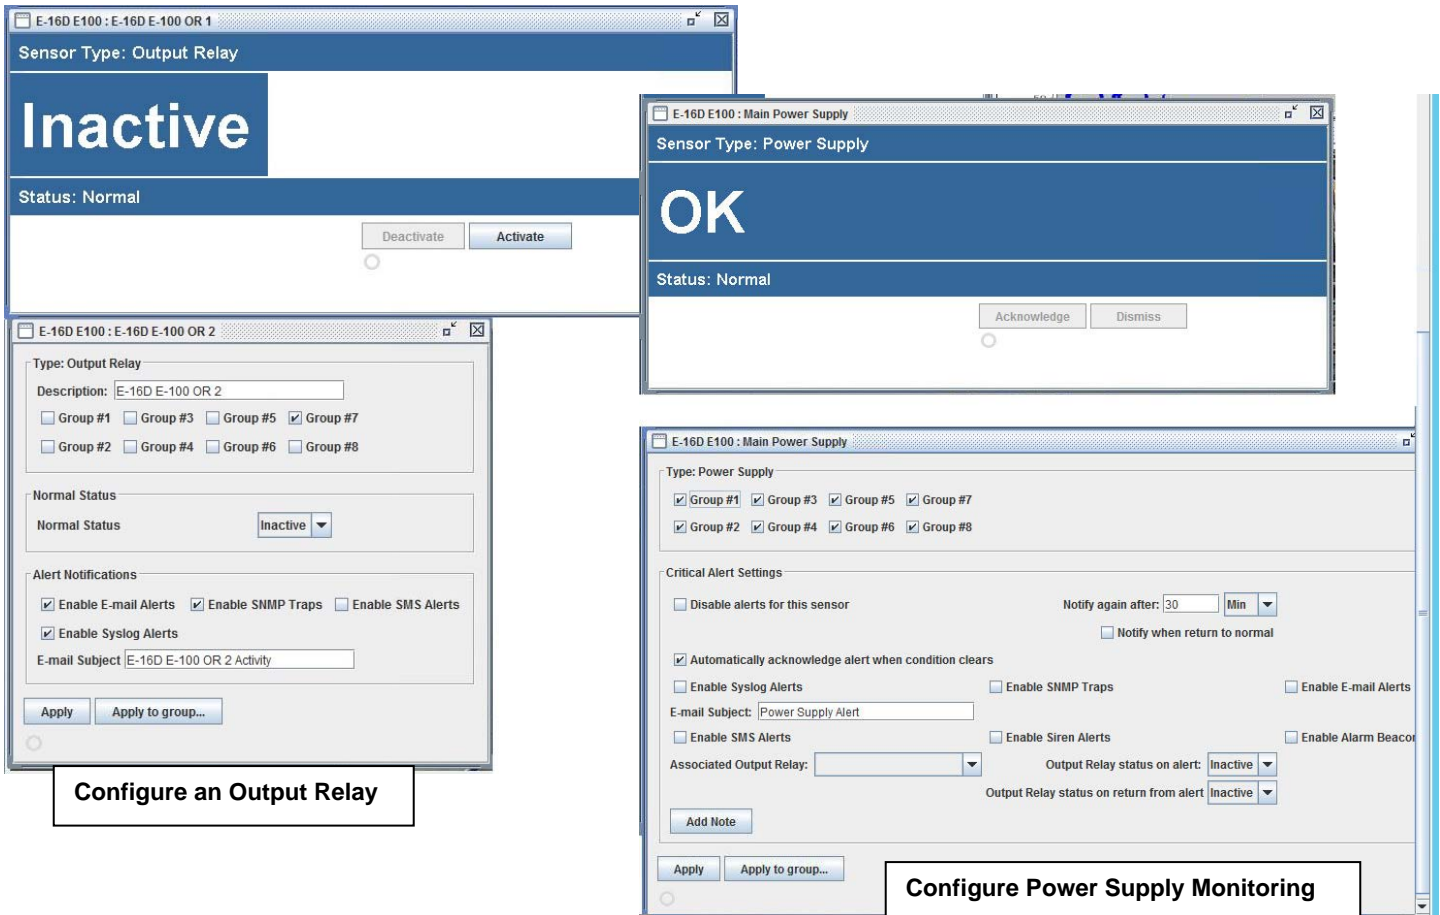 E-16D E100 : E-16D E-100 OR 1
Sensor Type: Output Relay
Inactive
Status: Normal
Deactivate Activate
E-16D E100 : Main Power Supply
Sensor Type: Power Supply
OK
Status: Normal
Acknowledge Dismiss
E-16D E100 : E-16D E-100 OR 2
Type: Output Relay
Description: E-16D E-100 OR 2
Group #1 Group #3 Group #5 Group #7
Group #2 Group #4 Group #6 Group #8
Normal Status
Normal Status Inactive
Alert Notifications
Enable E-mail Alerts Enable SNMP Traps Enable SMS Alerts
Enable Syslog Alerts
E-mail Subject E-16D E-100 OR 2 Activity
Apply Apply to group...
Configure an Output Relay
E-16D E100 : Main Power Supply
Type: Power Supply
Group #1 Group #3 Group #5 Group #7
Group #2 Group #4 Group #6 Group #8
Critical Alert Settings
Disable alerts for this sensor Notify again after: 30 Min
Notify when return to normal
Automatically acknowledge alert when condition clears
Enable Syslog Alerts Enable SNMP Traps Enable E-mail Alerts
E-mail Subject: Power Supply Alert
Enable SMS Alerts Enable Siren Alerts Enable Alarm Beacon
Associated Output Relay: Output Relay status on alert: Inactive
Output Relay status on return from alert Inactive
Add Note
Apply Apply to group...
Configure Power Supply Monitoring